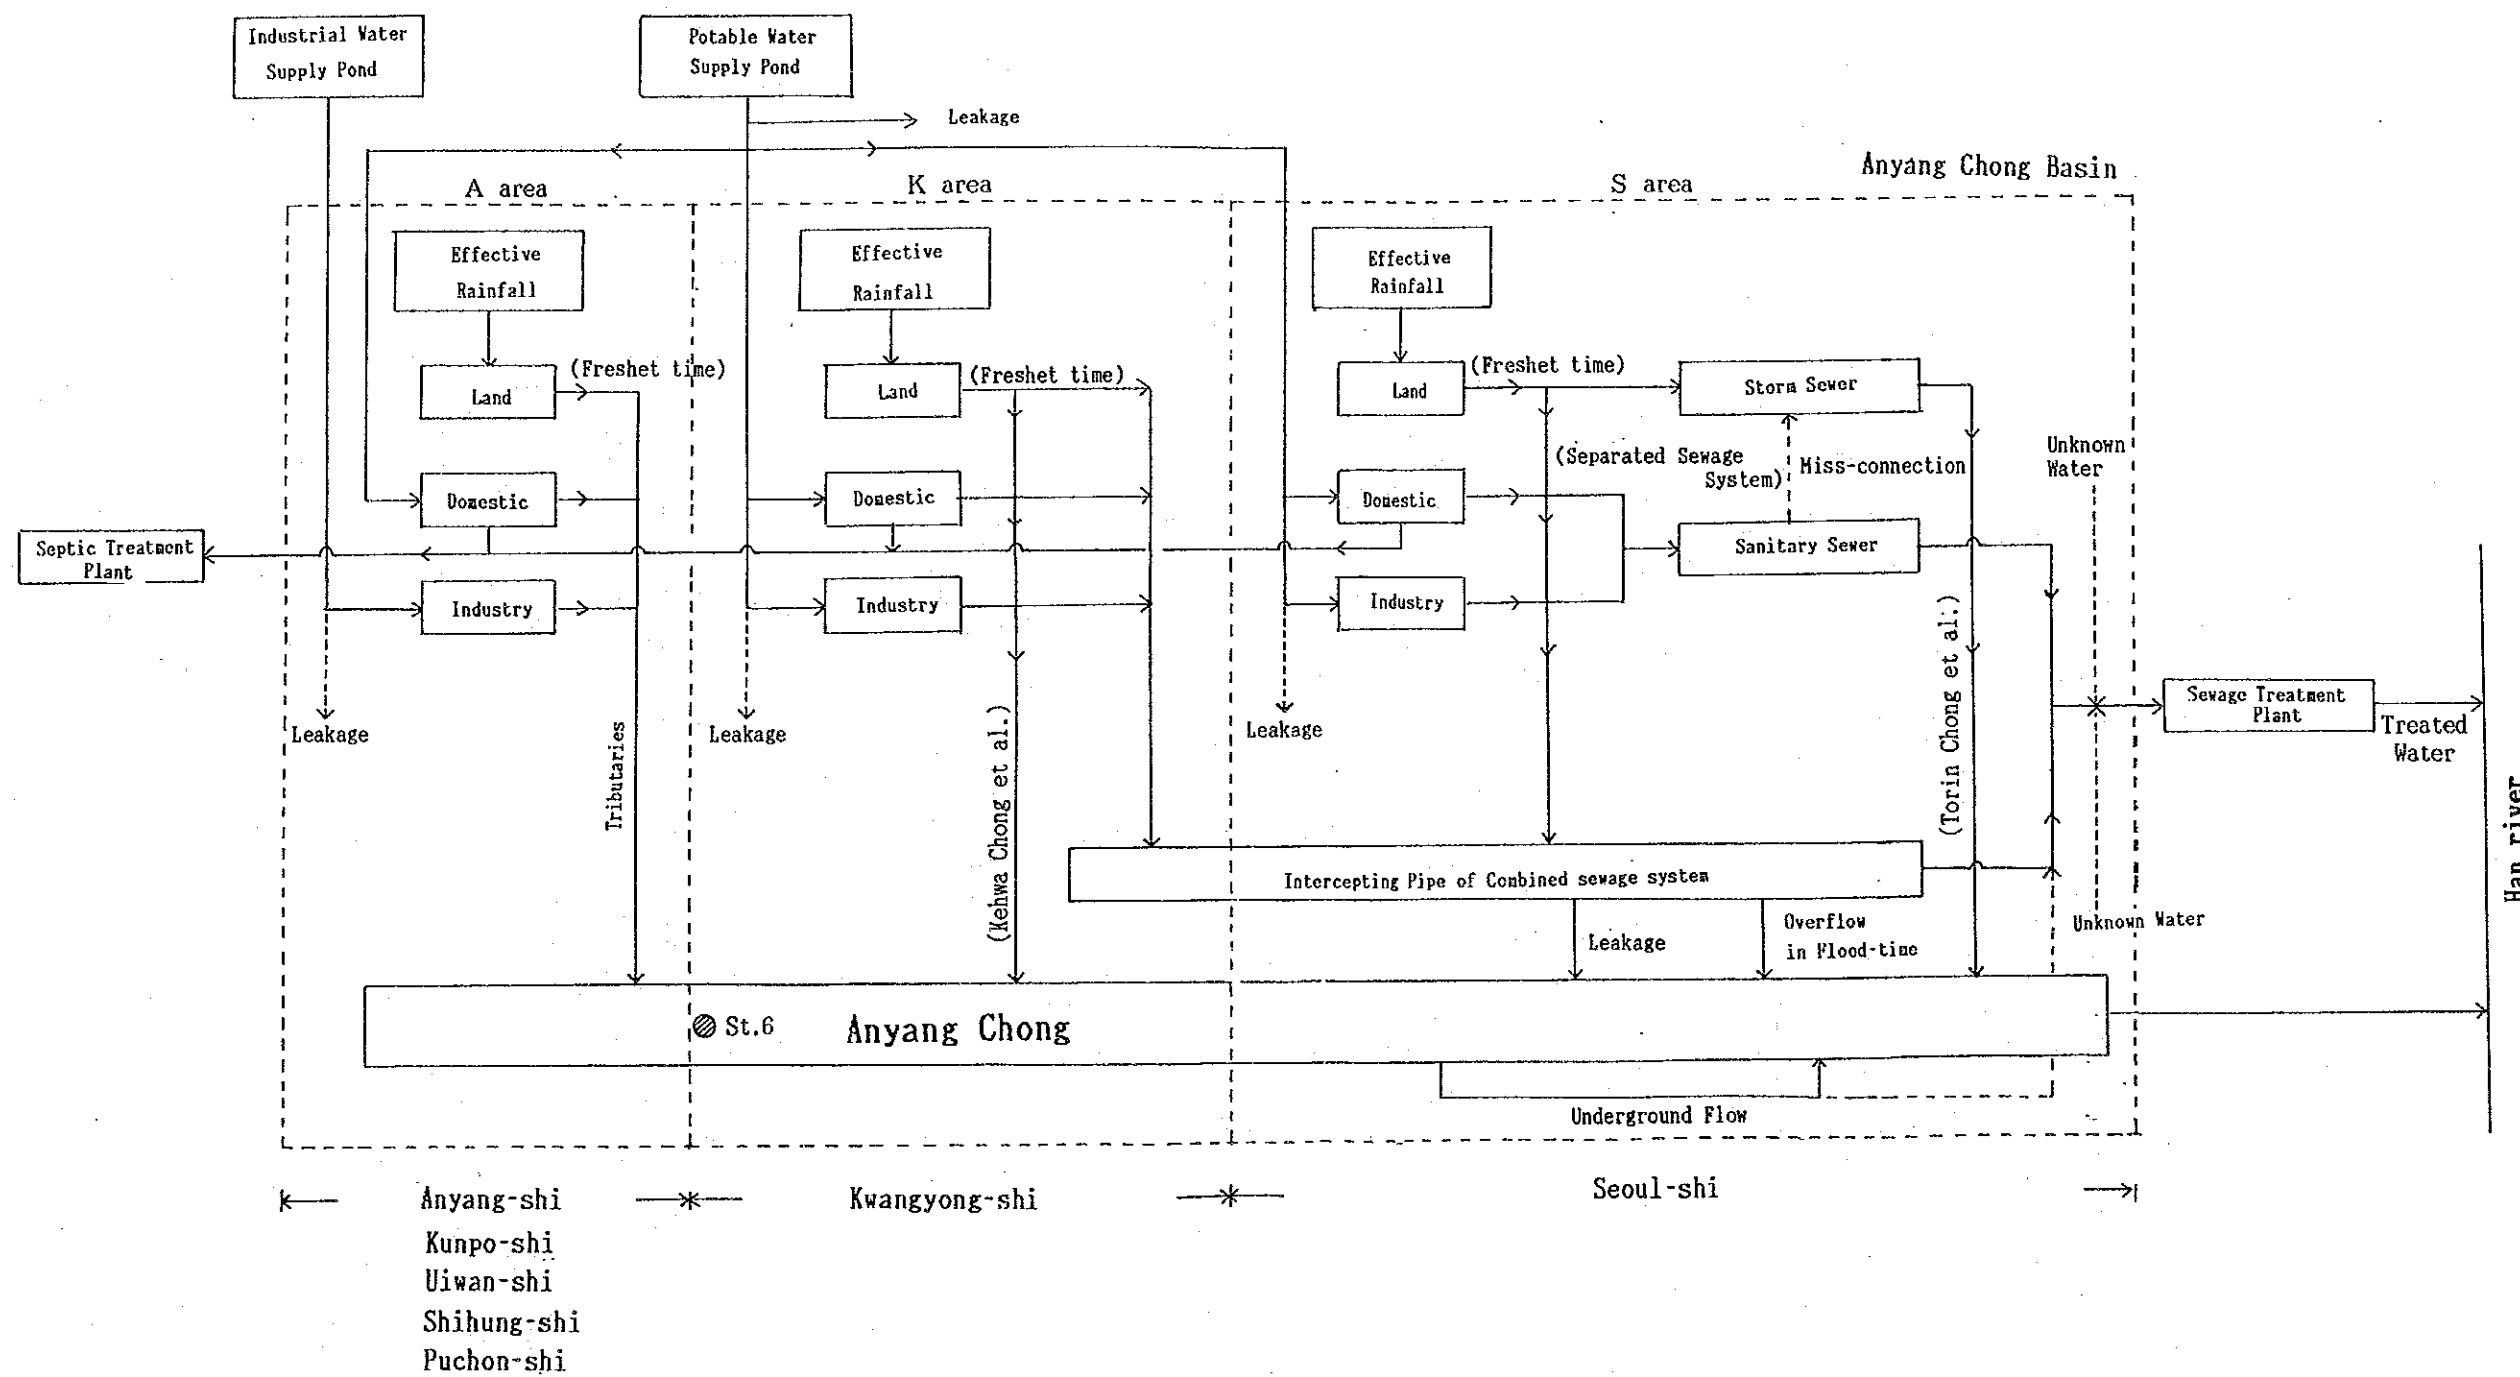 Industrial Water
Supply Pond
Potable Water
Supply Pond
Leakage
Anyang Chong Basin
A area
K area
S area
Effective
Rainfall
Effective
Rainfall
Effective
Rainfall
Land
(Freshet time)
Land
(Freshet time)
Land
(Freshet time)
Storm Sewer
Unknown
Water
(Separated Sewage
System)
Miss-connection
Domestic
Domestic
Domestic
Septic Treatment
Plant
Sanitary Sewer
Industry
Industry
Industry
Leakage
Leakage
Leakage
Tributaries
(Kehwa Chong et al.)
(Torin Chong et al.)
Sewage Treatment
Plant
Treated
Water
Han river
Intercepting Pipe of Combined sewage system
Unknown Water
Leakage
Overflow
in Flood-time
St.6
Anyang Chong
Underground Flow
Anyang-shi
Kwangyong-shi
Seoul-shi
Kunpo-shi
Uiwan-shi
Shihung-shi
Puchon-shi